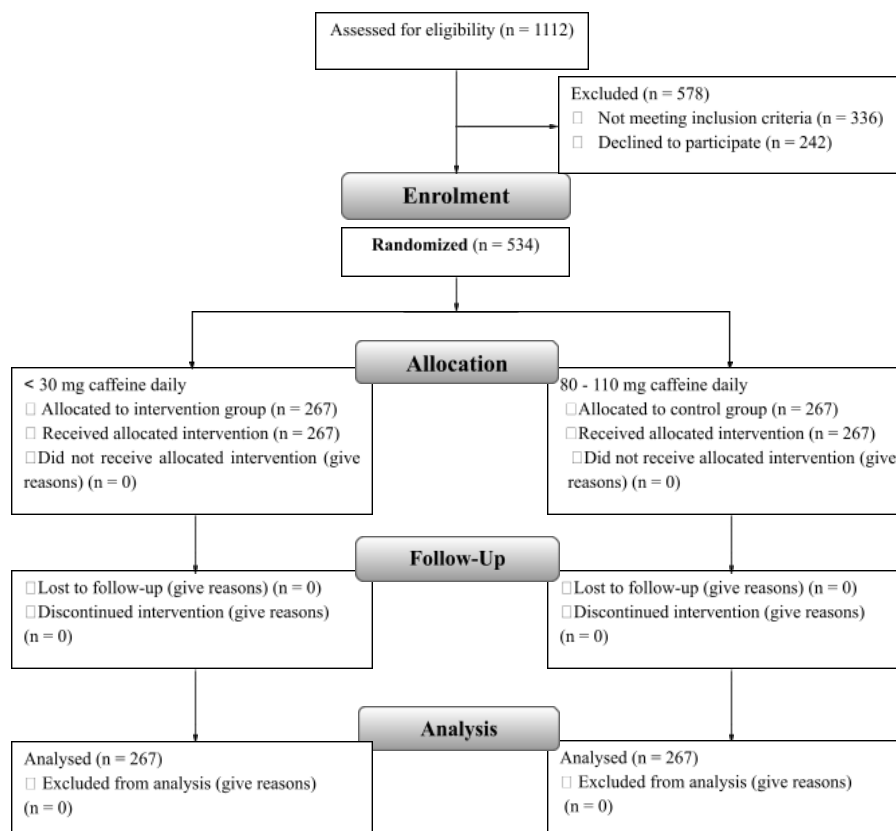 Assessed for eligibility (n = 1112)
Excluded (n = 578)
Not meeting inclusion criteria (n = 336)
Declined to participate (n = 242)
Enrolment
Randomized (n = 534)
Allocation
< 30 mg caffeine daily
Allocated to intervention group (n = 267)
Received allocated intervention (n = 267)
Did not receive allocated intervention (give
reasons) (n = 0)
80 - 110 mg caffeine daily
Allocated to control group (n = 267)
Received allocated intervention (n = 267)
Did not receive allocated intervention (give
reasons) (n = 0)
Follow-Up
Lost to follow-up (give reasons) (n = 0)
Discontinued intervention (give reasons)
(n = 0)
Lost to follow-up (give reasons) (n = 0)
Discontinued intervention (give reasons)
(n = 0)
Analysis
Analysed (n = 267)
Excluded from analysis (give reasons)
(n = 0)
Analysed (n = 267)
Excluded from analysis (give reasons)
(n = 0)